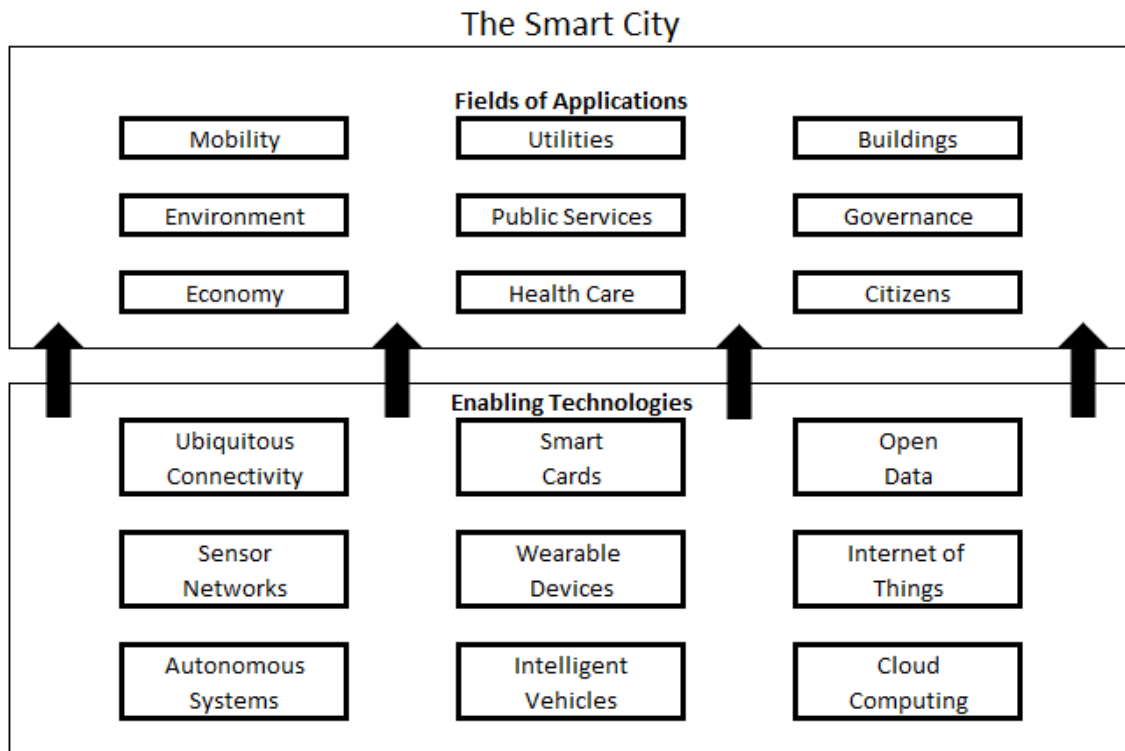 The Smart City
Fields of Applications
Mobility
Utilities
Buildings
Environment
Public Services
Governance
Economy
Health Care
Citizens
Enabling Technologies
Ubiquitous
Connectivity
Smart
Cards
Open
Data
Sensor
Networks
Wearable
Devices
Internet of
Things
Autonomous
Systems
Intelligent
Vehicles
Cloud
Computing